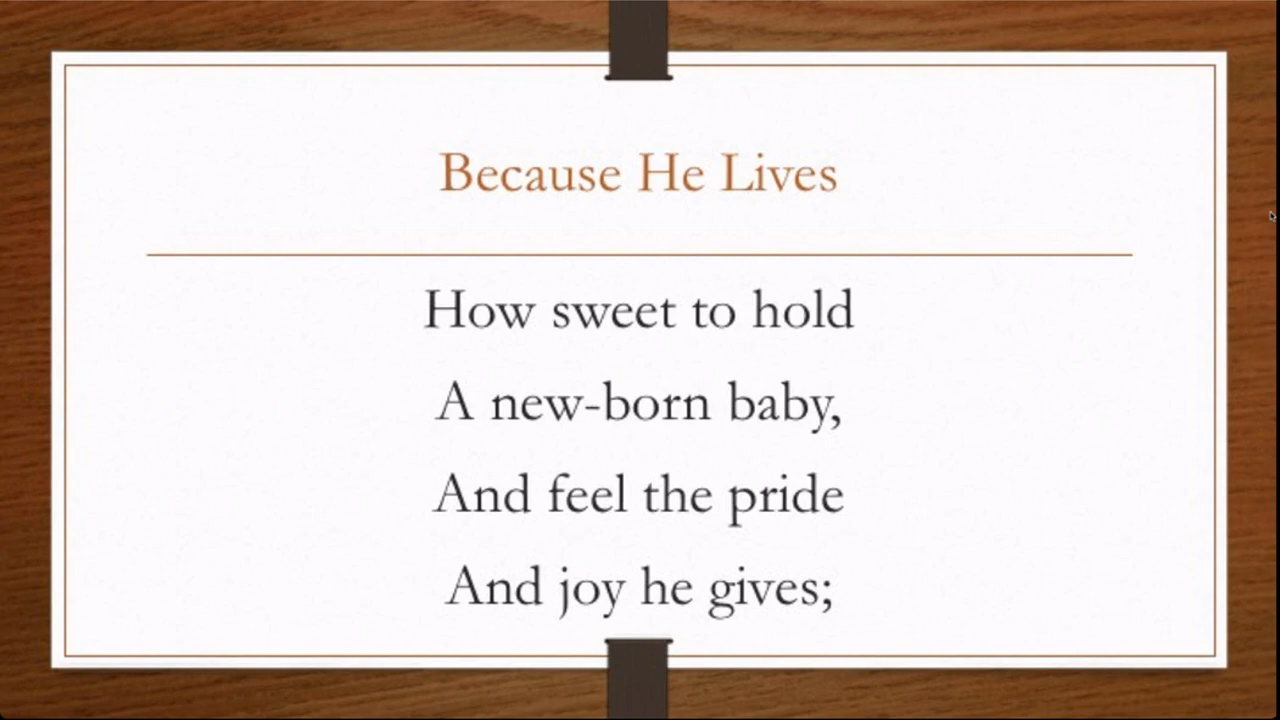 Because He Lives
How sweet to hold
A new-born baby,
And feel the pride
And joy he gives;